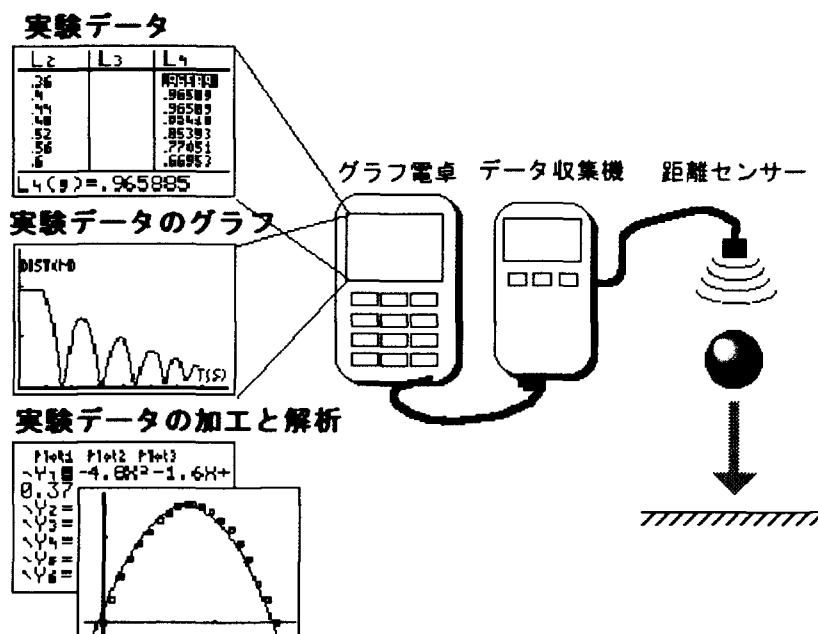 実験データ
L2 L3 L4
.36 .96589
.4 .96589
.44 .96589
.48
.52 .85393
.56 .77051
.6 .66953
L4(9)=.965885
実験データのグラフ
DIST(M)
T(S)
実験データの加工と解析
Plot1 Plot2 Plot3
\Y1=-4.8X²-1.6X+
0.37
\Y2=
\Y3=
\Y4=
\Y5=
\Y6=
グラフ電卓 データ収集機 距離センサー